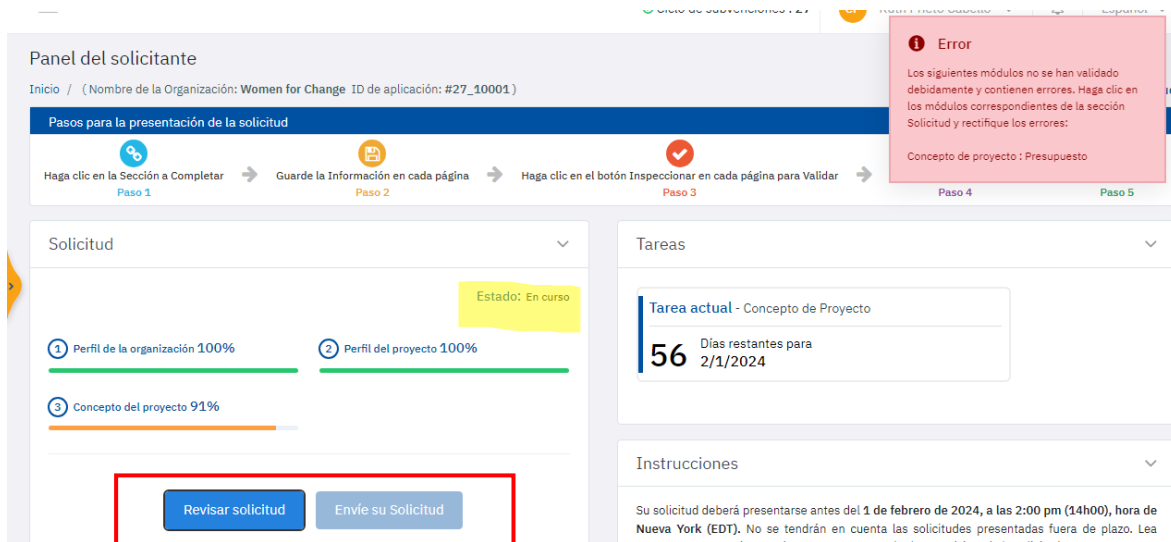 Ciclo de subvenciones : 27
Español
Panel del solicitante
Inicio / ( Nombre de la Organización: Women for Change ID de aplicación: #27_10001 )
Error
Los siguientes módulos no se han validado
debidamente y contienen errores. Haga clic en
los módulos correspondientes de la sección
Solicitud y rectifique los errores:
Concepto de proyecto : Presupuesto
Pasos para la presentación de la solicitud
Haga clic en la Sección a Completar
Paso 1
Guarde la Información en cada página
Paso 2
Haga clic en el botón Inspeccionar en cada página para Validar
Paso 3
Paso 4
Paso 5
Solicitud
Estado: En curso
1 Perfil de la organización 100%
2 Perfil del proyecto 100%
3 Concepto del proyecto 91%
Revisar solicitud
Envíe su Solicitud
Tareas
Tarea actual - Concepto de Proyecto
56 Días restantes para
2/1/2024
Instrucciones
Su solicitud deberá presentarse antes del 1 de febrero de 2024, a las 2:00 pm (14h00), hora de
Nueva York (EDT). No se tendrán en cuenta las solicitudes presentadas fuera de plazo. Lea